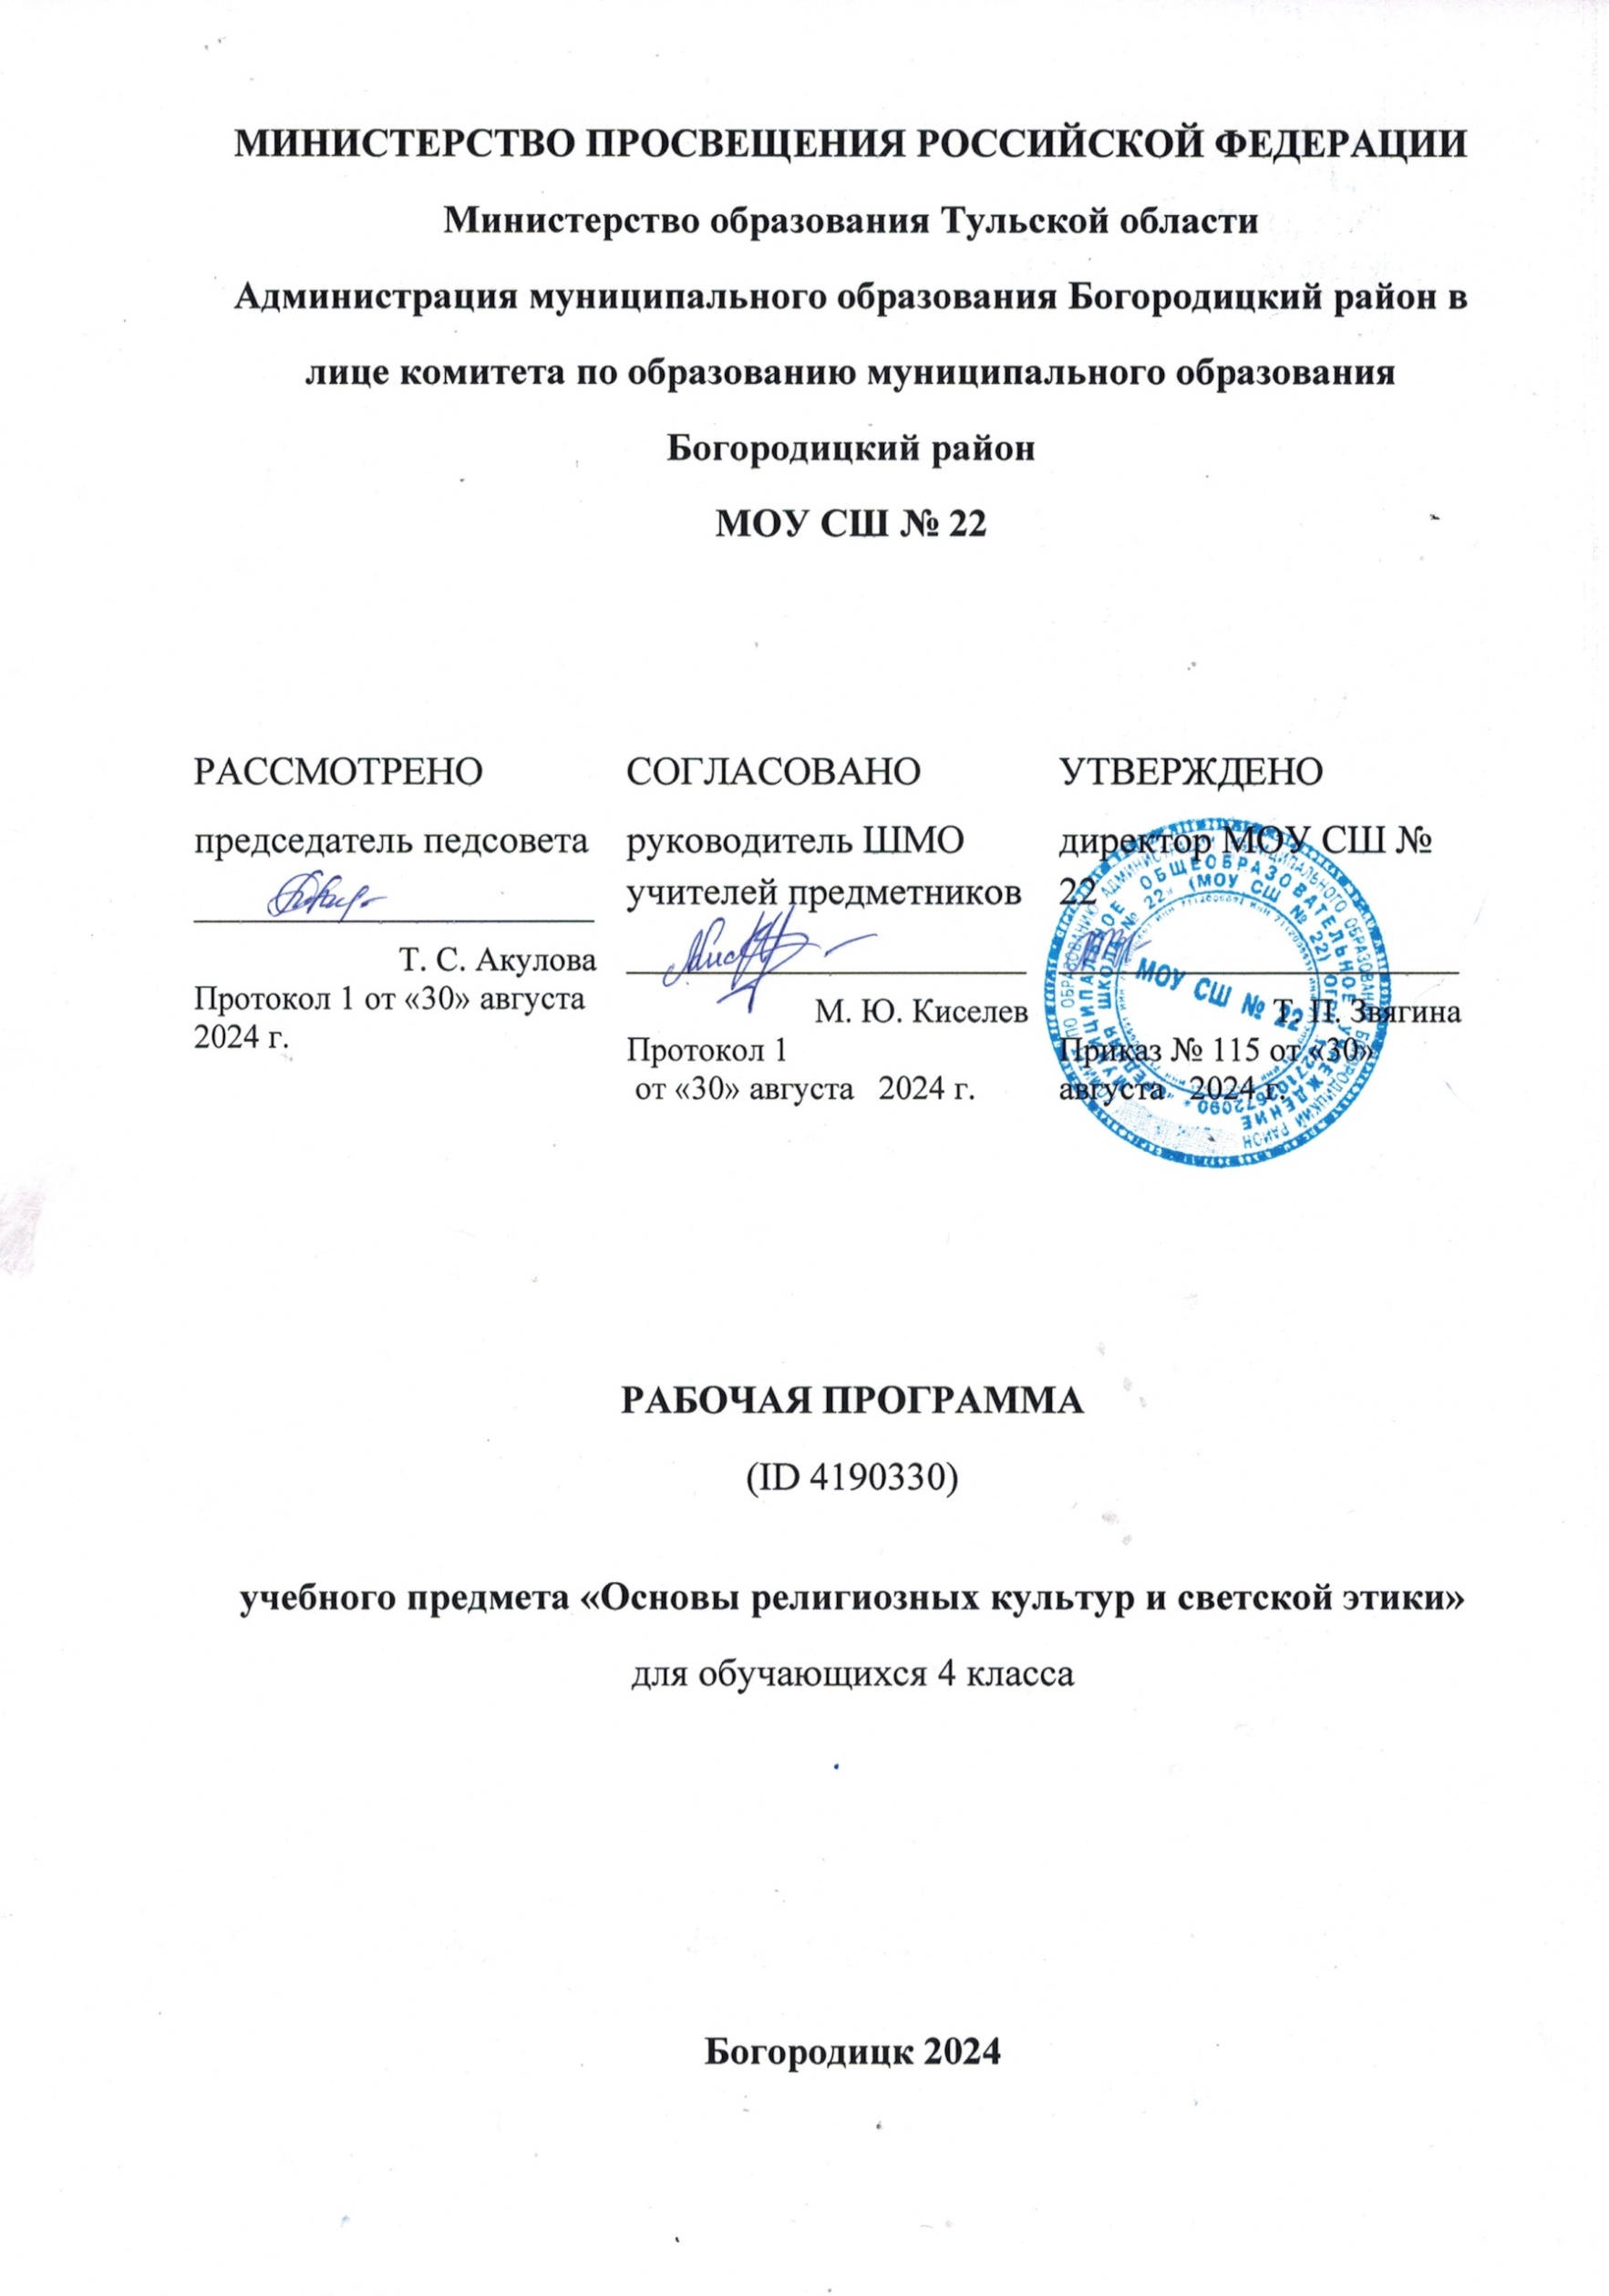 МИНИСТЕРСТВО ПРОСВЕЩЕНИЯ РОССИЙСКОЙ ФЕДЕРАЦИИ
Министерство образования Тульской области
Администрация муниципального образования Богородицкий район в
лице комитета по образованию муниципального образования
Богородицкий район
МОУ СШ № 22
РАССМОТРЕНО
председатель педсовета
Т. С. Акулова
Протокол 1 от «30» августа
2024 г.
СОГЛАСОВАНО
руководитель ШМО
учителей предметников
М. Ю. Киселев
Протокол 1
от «30» августа 2024 г.
УТВЕРЖДЕНО
директор МОУ СШ №
22
Т. П. Звягина
Приказ № 115 от «30»
августа 2024 г.
МОУ СШ № 22
РАБОЧАЯ ПРОГРАММА
(ID 4190330)
учебного предмета «Основы религиозных культур и светской этики»
для обучающихся 4 класса
Богородицк 2024